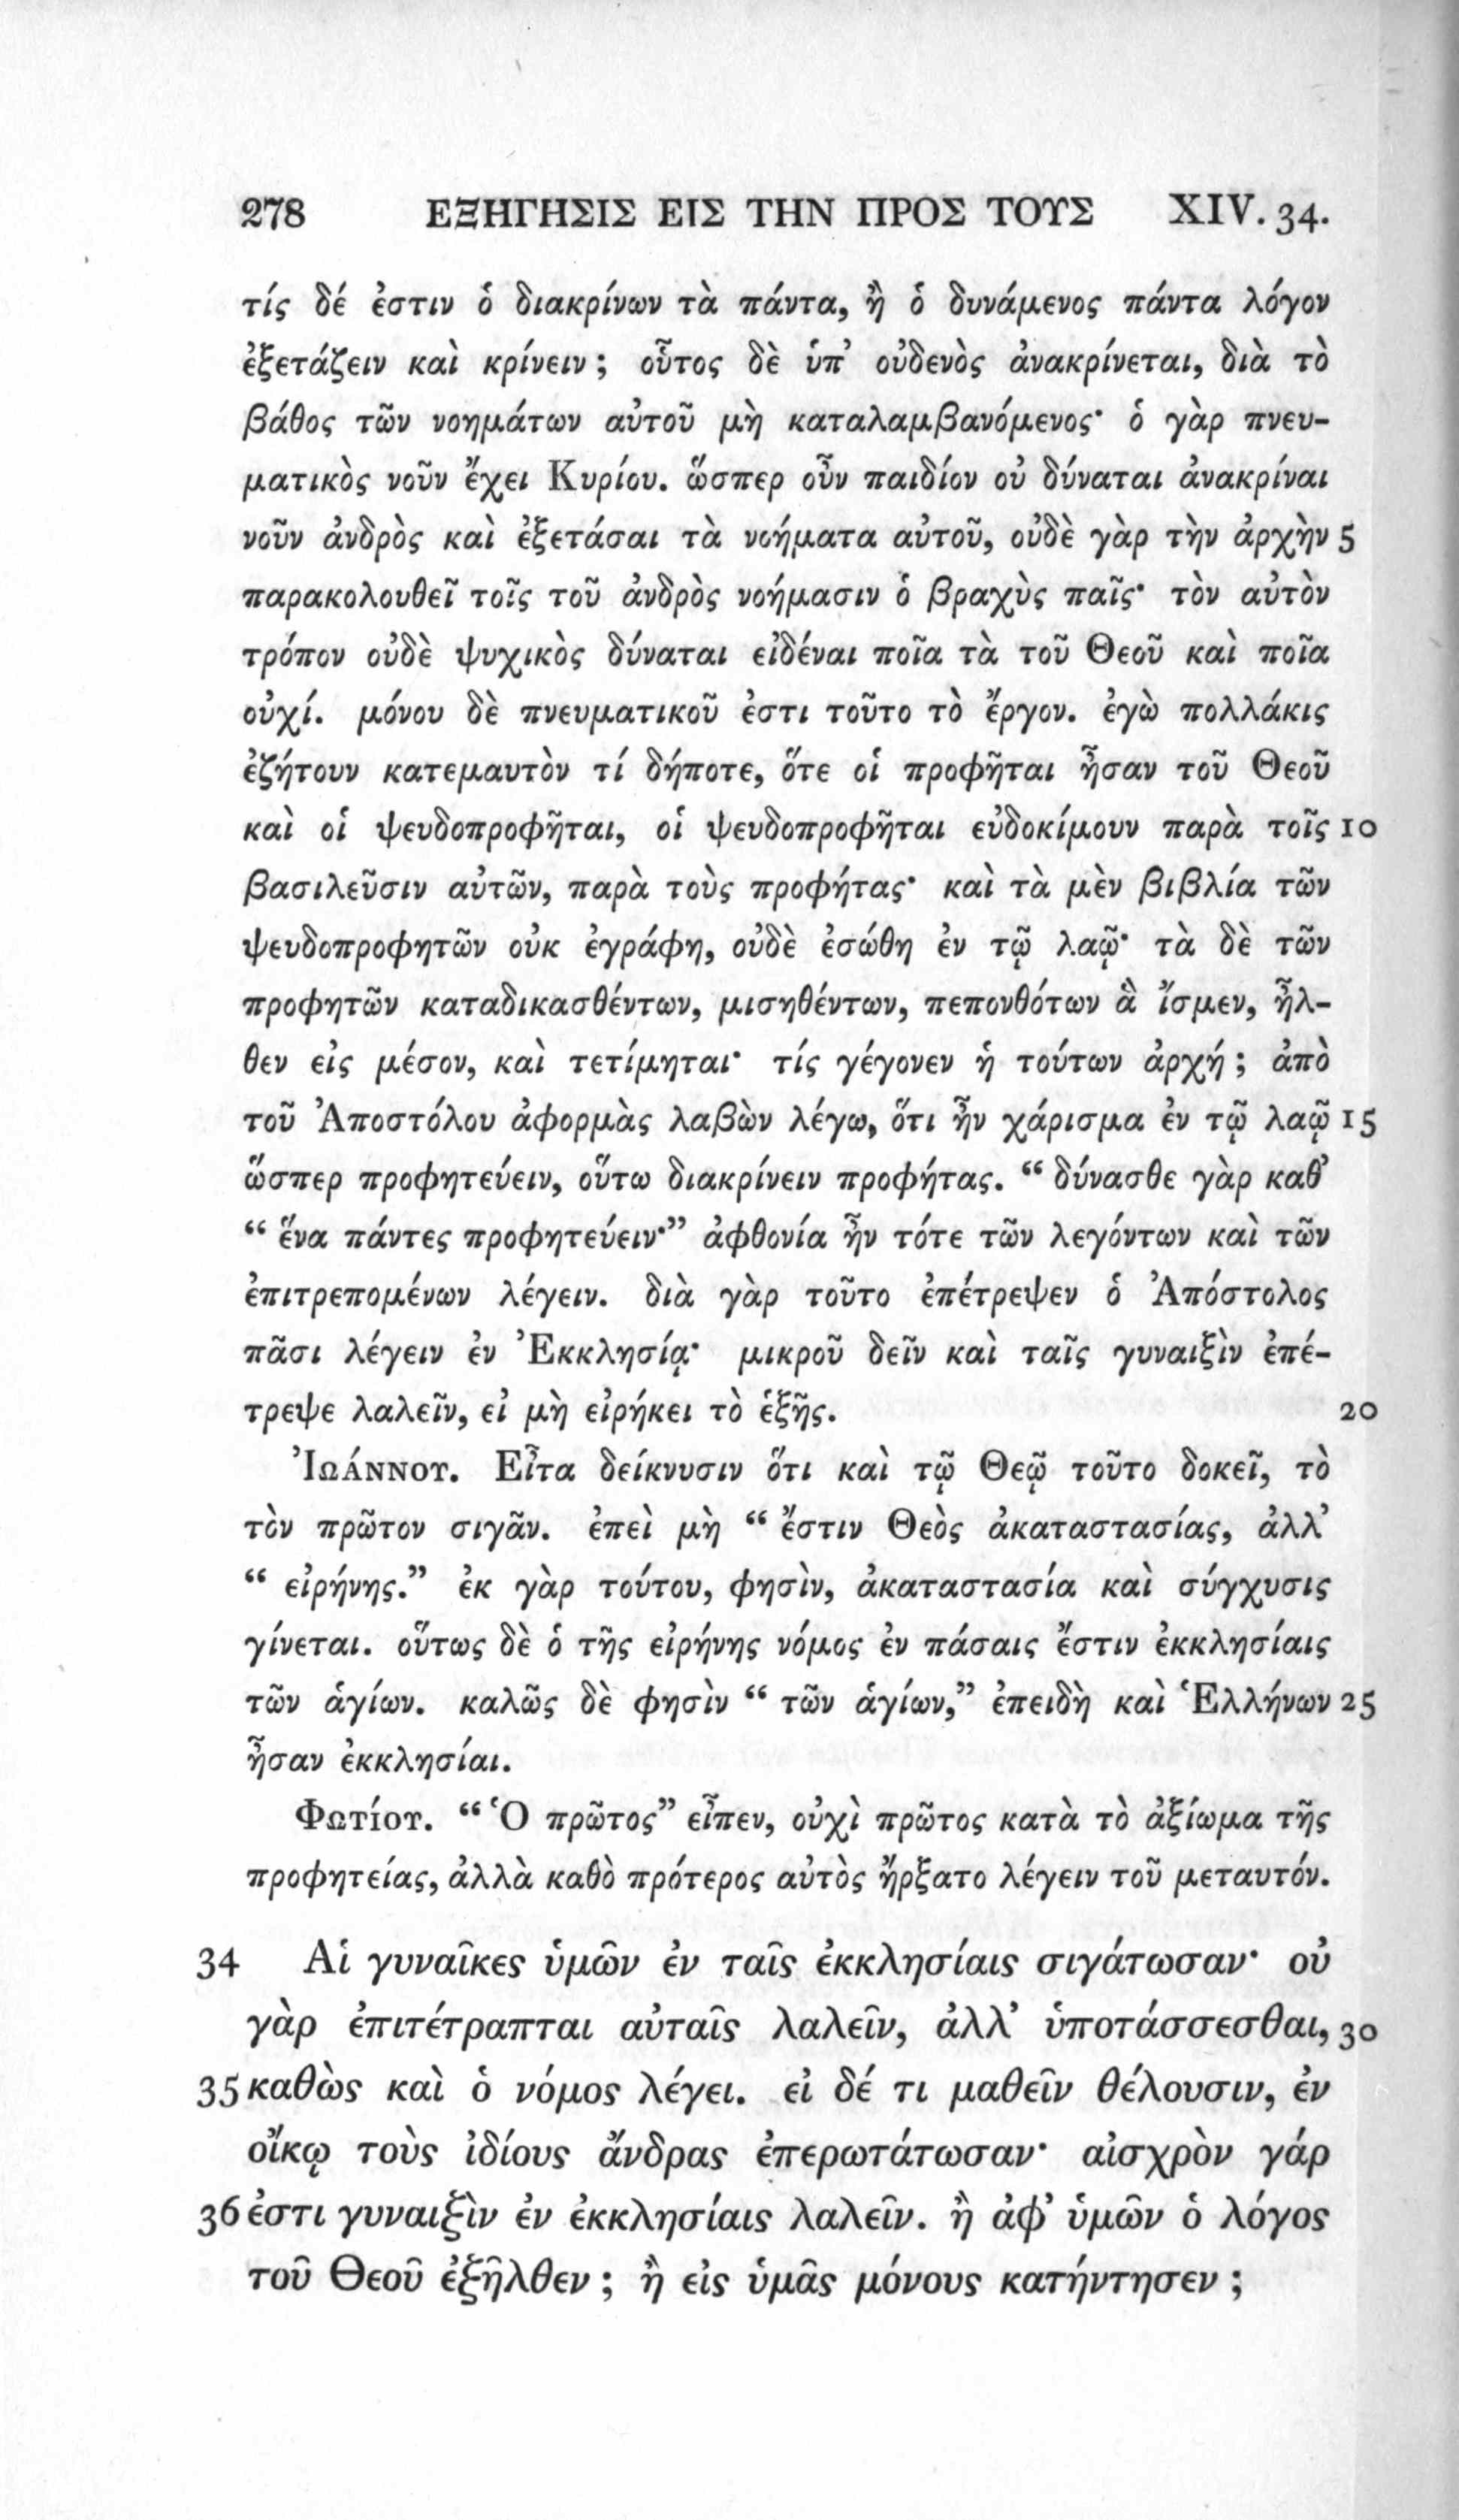 278 ΕΞΗΓΗΣΙΣ ΕΙΣ ΤΗΝ ΠΡΟΣ ΤΟΥΣ XIV. 34.
τίς δέ ἐστιν ὁ διακρίνων τὰ πάντα, ἢ ὁ δυνάμενος πάντα λόγον
ἐξετάζειν καὶ κρίνειν ; οὗτος δὲ ὑπ’ οὐδενὸς ἀνακρίνεται, διὰ τὸ
βάθος τῶν νοημάτων αὐτοῦ μὴ καταλαμβανόμενος· ὁ γὰρ πνευ-
ματικὸς νοῦν ἔχει Κυρίου. ὥσπερ οὖν παιδίον οὐ δύναται ἀνακρίναι
νοῦν ἀνδρὸς καὶ ἐξετάσαι τὰ νοήματα αὐτοῦ, οὐδὲ γὰρ τὴν ἀρχὴν 5
παρακολουθεῖ τοῖς τοῦ ἀνδρὸς νοήμασιν ὁ βραχὺς παῖς· τὸν αὐτὸν
τρόπον οὐδὲ ψυχικὸς δύναται εἰδέναι ποῖα τὰ τοῦ Θεοῦ καὶ ποῖα
οὐχί. μόνου δὲ πνευματικοῦ ἐστι τοῦτο τὸ ἔργον. ἐγὼ πολλάκις
ἐζήτουν κατεμαυτὸν τί δήποτε, ὅτε οἱ προφῆται ἦσαν τοῦ Θεοῦ
καὶ οἱ ψευδοπροφῆται, οἱ ψευδοπροφῆται εὐδοκίμουν παρὰ τοῖς 10
βασιλεῦσιν αὐτῶν, παρὰ τοὺς προφήτας· καὶ τὰ μὲν βιβλία τῶν
ψευδοπροφητῶν οὐκ ἐγράφη, οὐδὲ ἐσώθη ἐν τῷ λαῷ· τὰ δὲ τῶν
προφητῶν καταδικασθέντων, μισηθέντων, πεπονθότων ἃ ἴσμεν, ἦλ-
θεν εἰς μέσον, καὶ τετίμηται· τίς γέγονεν ἡ τούτων ἀρχή ; ἀπὸ
τοῦ Ἀποστόλου ἀφορμὰς λαβὼν λέγω, ὅτι ἦν χάρισμα ἐν τῷ λαῷ 15
ὥσπερ προφητεύειν, οὕτω διακρίνειν προφήτας. “ δύνασθε γὰρ καθ’
“ ἕνα πάντες προφητεύειν·” ἀφθονία ἦν τότε τῶν λεγόντων καὶ τῶν
ἐπιτρεπομένων λέγειν. διὰ γὰρ τοῦτο ἐπέτρεψεν ὁ Ἀπόστολος
πᾶσι λέγειν ἐν Ἐκκλησίᾳ· μικροῦ δεῖν καὶ ταῖς γυναιξὶν ἐπέ-
τρεψε λαλεῖν, εἰ μὴ εἰρήκει τὸ ἑξῆς. 20
ἸΩΆΝΝΟΥ. Εἶτα δείκνυσιν ὅτι καὶ τῷ Θεῷ τοῦτο δοκεῖ, τὸ
τὸν πρῶτον σιγᾶν. ἐπεὶ μὴ “ ἔστιν Θεὸς ἀκαταστασίας, ἀλλ’
“ εἰρήνης.” ἐκ γὰρ τούτου, φησὶν, ἀκαταστασία καὶ σύγχυσις
γίνεται. οὕτως δὲ ὁ τῆς εἰρήνης νόμος ἐν πάσαις ἔστιν ἐκκλησίαις
τῶν ἁγίων. καλῶς δὲ φησὶν “ τῶν ἁγίων,” ἐπειδὴ καὶ Ἑλλήνων 25
ἦσαν ἐκκλησίαι.
ΦΩΤΊΟΥ. “ Ὁ πρῶτος” εἶπεν, οὐχὶ πρῶτος κατὰ τὸ ἀξίωμα τῆς
προφητείας, ἀλλὰ καθὸ πρότερος αὐτὸς ἤρξατο λέγειν τοῦ μεταυτόν.
34 Αἱ γυναῖκες ὑμῶν ἐν ταῖς ἐκκλησίαις σιγάτωσαν· οὐ
γὰρ ἐπιτέτραπται αὐταῖς λαλεῖν, ἀλλ’ ὑποτάσσεσθαι, 30
35 καθὼς καὶ ὁ νόμος λέγει. εἰ δέ τι μαθεῖν θέλουσιν, ἐν
οἴκῳ τοὺς ἰδίους ἄνδρας ἐπερωτάτωσαν· αἰσχρὸν γάρ
36 ἐστι γυναιξὶν ἐν ἐκκλησίαις λαλεῖν. ἢ ἀφ’ ὑμῶν ὁ λόγος
τοῦ Θεοῦ ἐξῆλθεν ; ἢ εἰς ὑμᾶς μόνους κατήντησεν ;